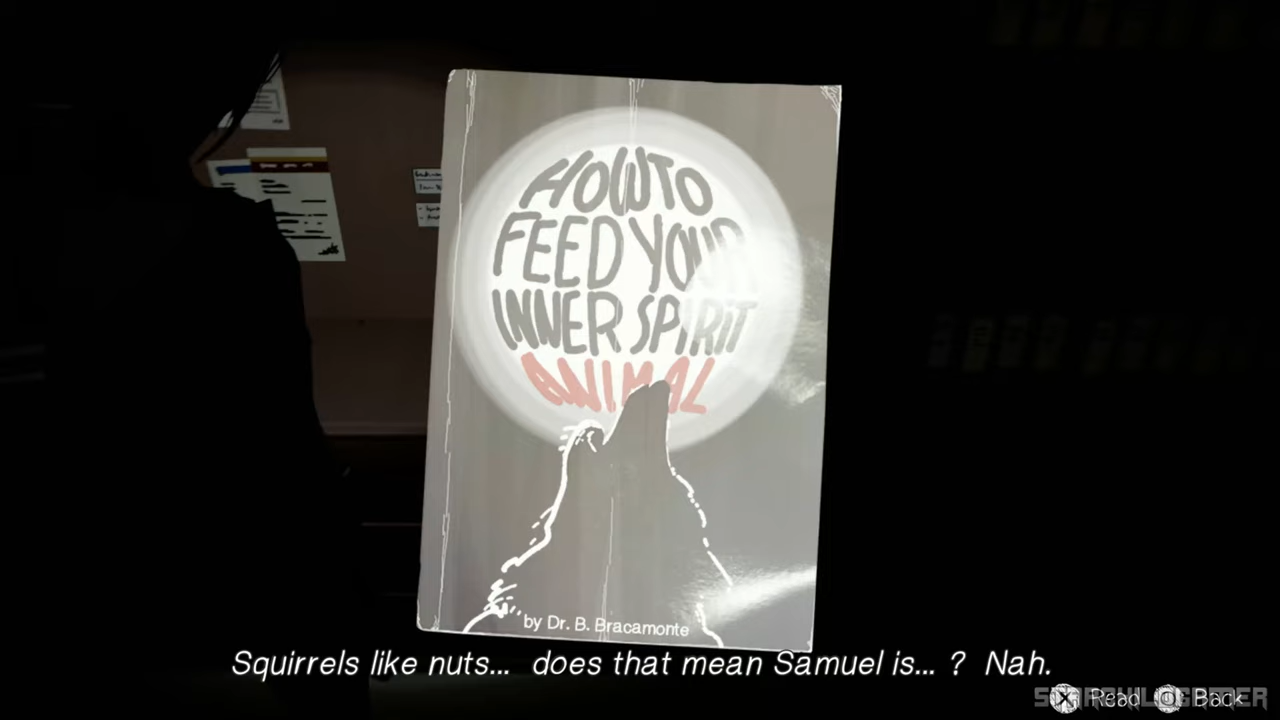 HOW TO
FEED YOUR
INNER SPIRIT
ANIMAL
by Dr. B. Bracamonte
Squirrels like nuts... does that mean Samuel is... ? Nah.
Read
Back